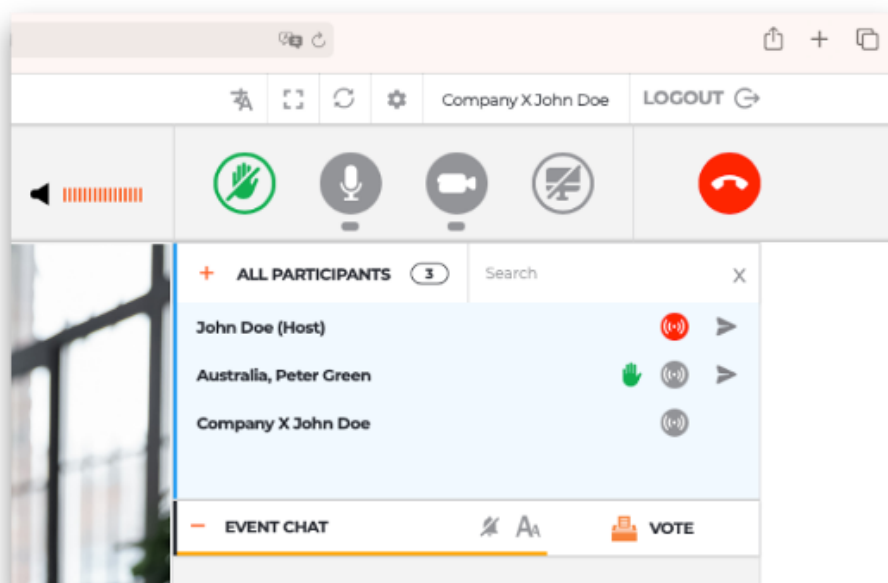 Company X John Doe LOGOUT
+ ALL PARTICIPANTS 3 Search X
John Doe (Host)
Australia, Peter Green
Company X John Doe
− EVENT CHAT AA VOTE